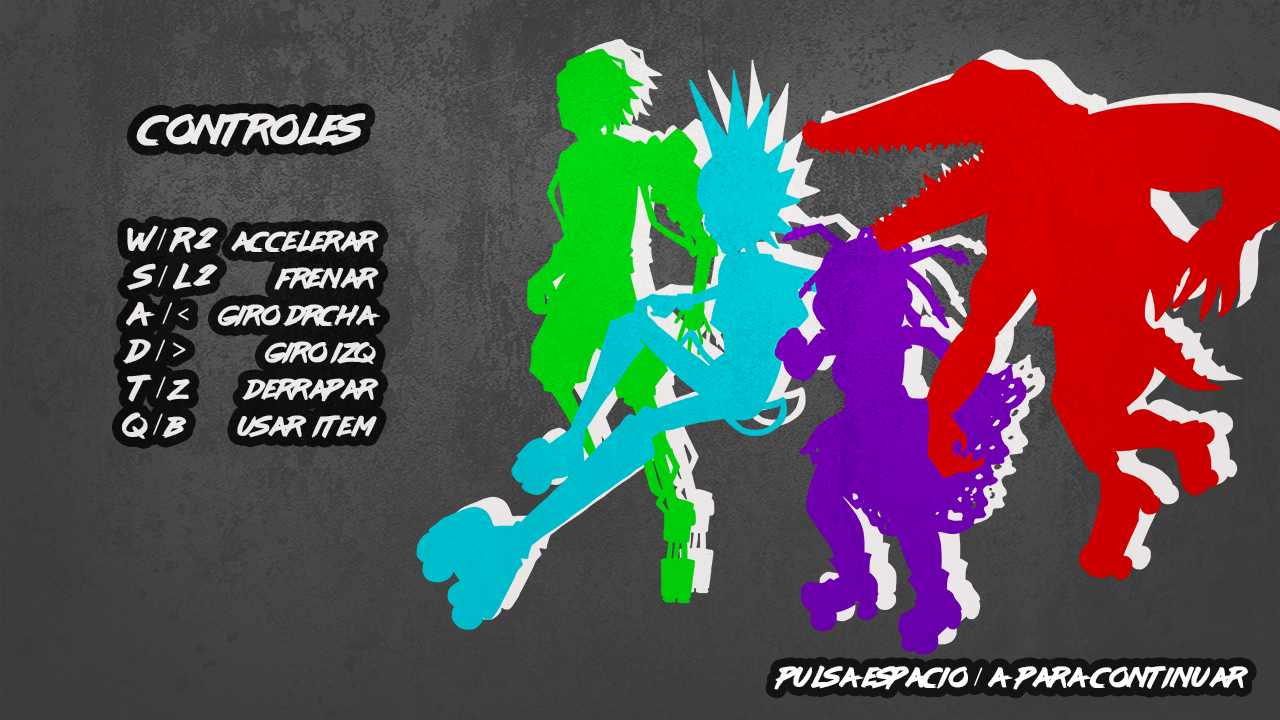 CONTROLES
W / R2 ACCELERAR
S / L2 FRENAR
A / < GIRO DRCHA
D / > GIRO IZQ
T / Z DERRAPAR
Q / B USAR ITEM
PULSA ESPACIO / A PARA CONTINUAR